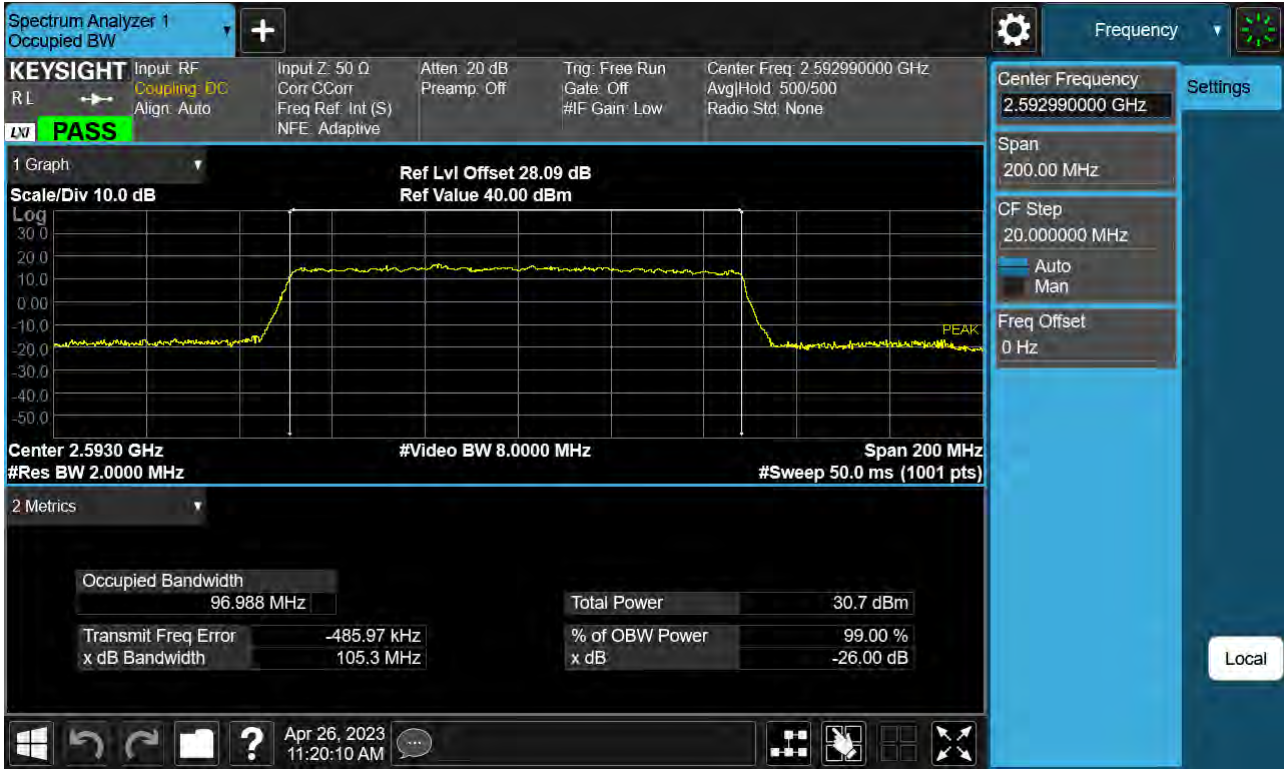 Spectrum Analyzer 1
Occupied BW
Frequency
KEYSIGHT
RL
LXI
PASS
Input: RF
Coupling: DC
Align: Auto
Input Z: 50 Ω
Corr CCorr
Freq Ref: Int (S)
NFE: Adaptive
Atten: 20 dB
Preamp: Off
Trig: Free Run
Gate: Off
#IF Gain: Low
Center Freq: 2.592990000 GHz
Avg|Hold: 500/500
Radio Std: None
Center Frequency
2.592990000 GHz
Settings
Span
200.00 MHz
CF Step
20.000000 MHz
Auto
Man
Freq Offset
0 Hz
Local
1 Graph
Scale/Div 10.0 dB
Ref Lvl Offset 28.09 dB
Ref Value 40.00 dBm
Log
30.0
20.0
10.0
0.00
-10.0
-20.0
-30.0
-40.0
-50.0
PEAK
Center 2.5930 GHz
#Video BW 8.0000 MHz
Span 200 MHz
#Res BW 2.0000 MHz
#Sweep 50.0 ms (1001 pts)
2 Metrics
Occupied Bandwidth
96.988 MHz
Total Power 30.7 dBm
Transmit Freq Error -485.97 kHz
% of OBW Power 99.00 %
x dB Bandwidth 105.3 MHz
x dB -26.00 dB
?
Apr 26, 2023
11:20:10 AM